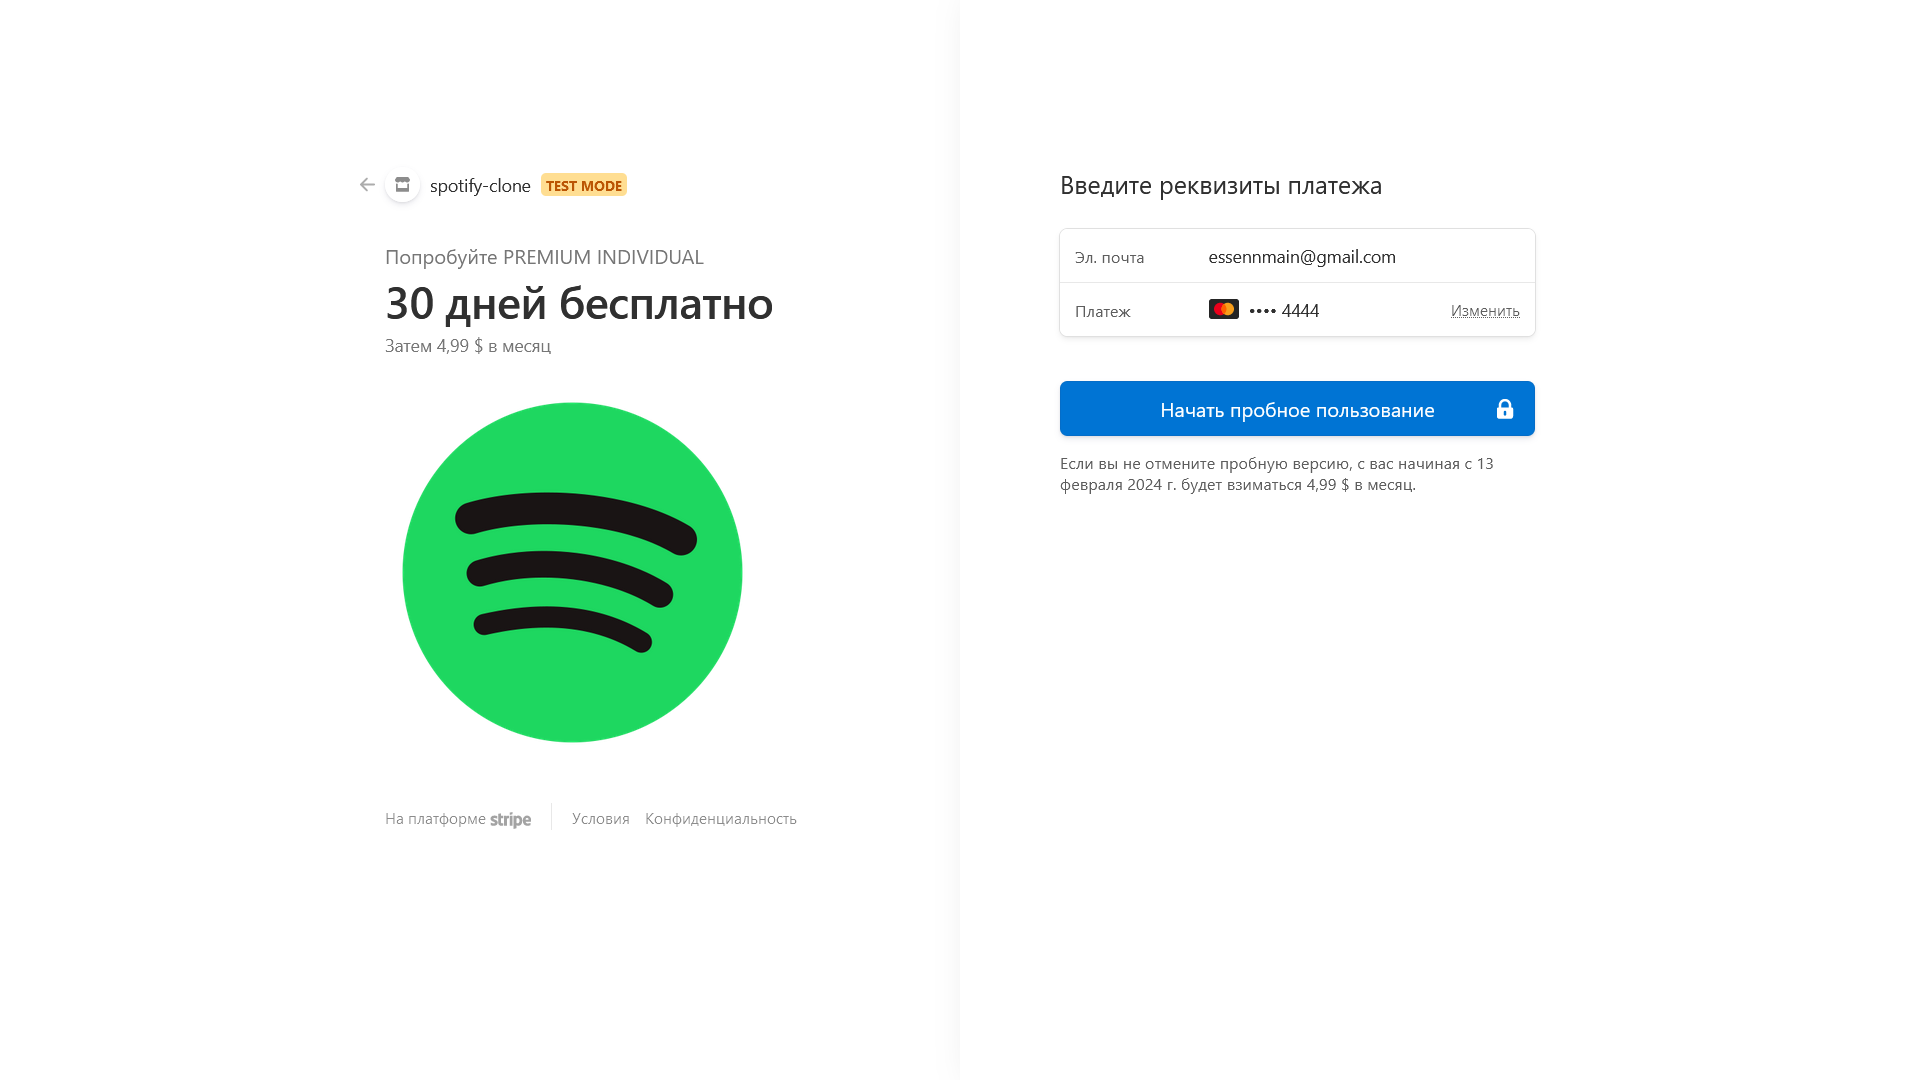 spotify-clone TEST MODE
Попробуйте PREMIUM INDIVIDUAL
30 дней бесплатно
Затем 4,99 $ в месяц
На платформе stripe
Условия Конфиденциальность
Введите реквизиты платежа
Эл. почта essennmain@gmail.com
Платеж •••• 4444 Изменить
Начать пробное пользование
Если вы не отмените пробную версию, с вас начиная с 13
февраля 2024 г. будет взиматься 4,99 $ в месяц.